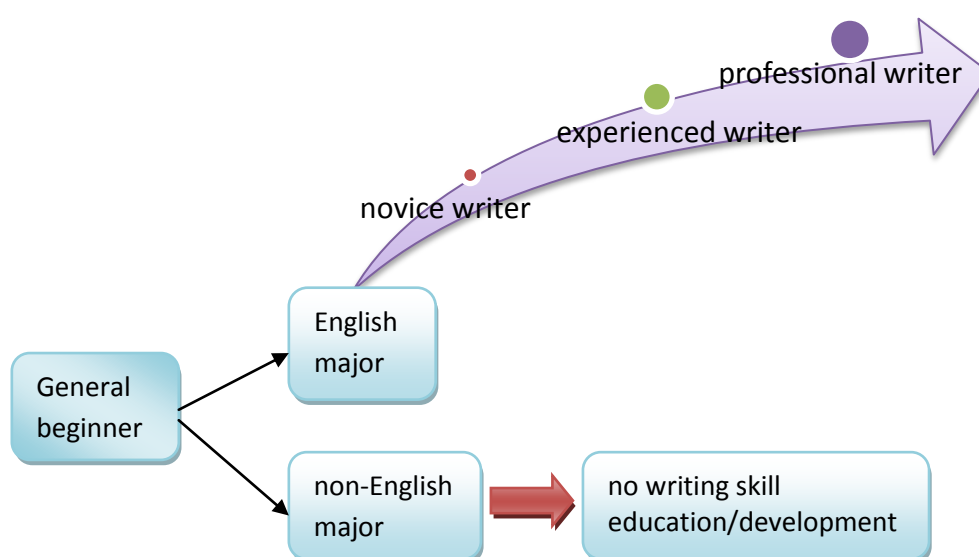 professional writer
experienced writer
novice writer
English
major
General
beginner
non-English
major
no writing skill
education/development